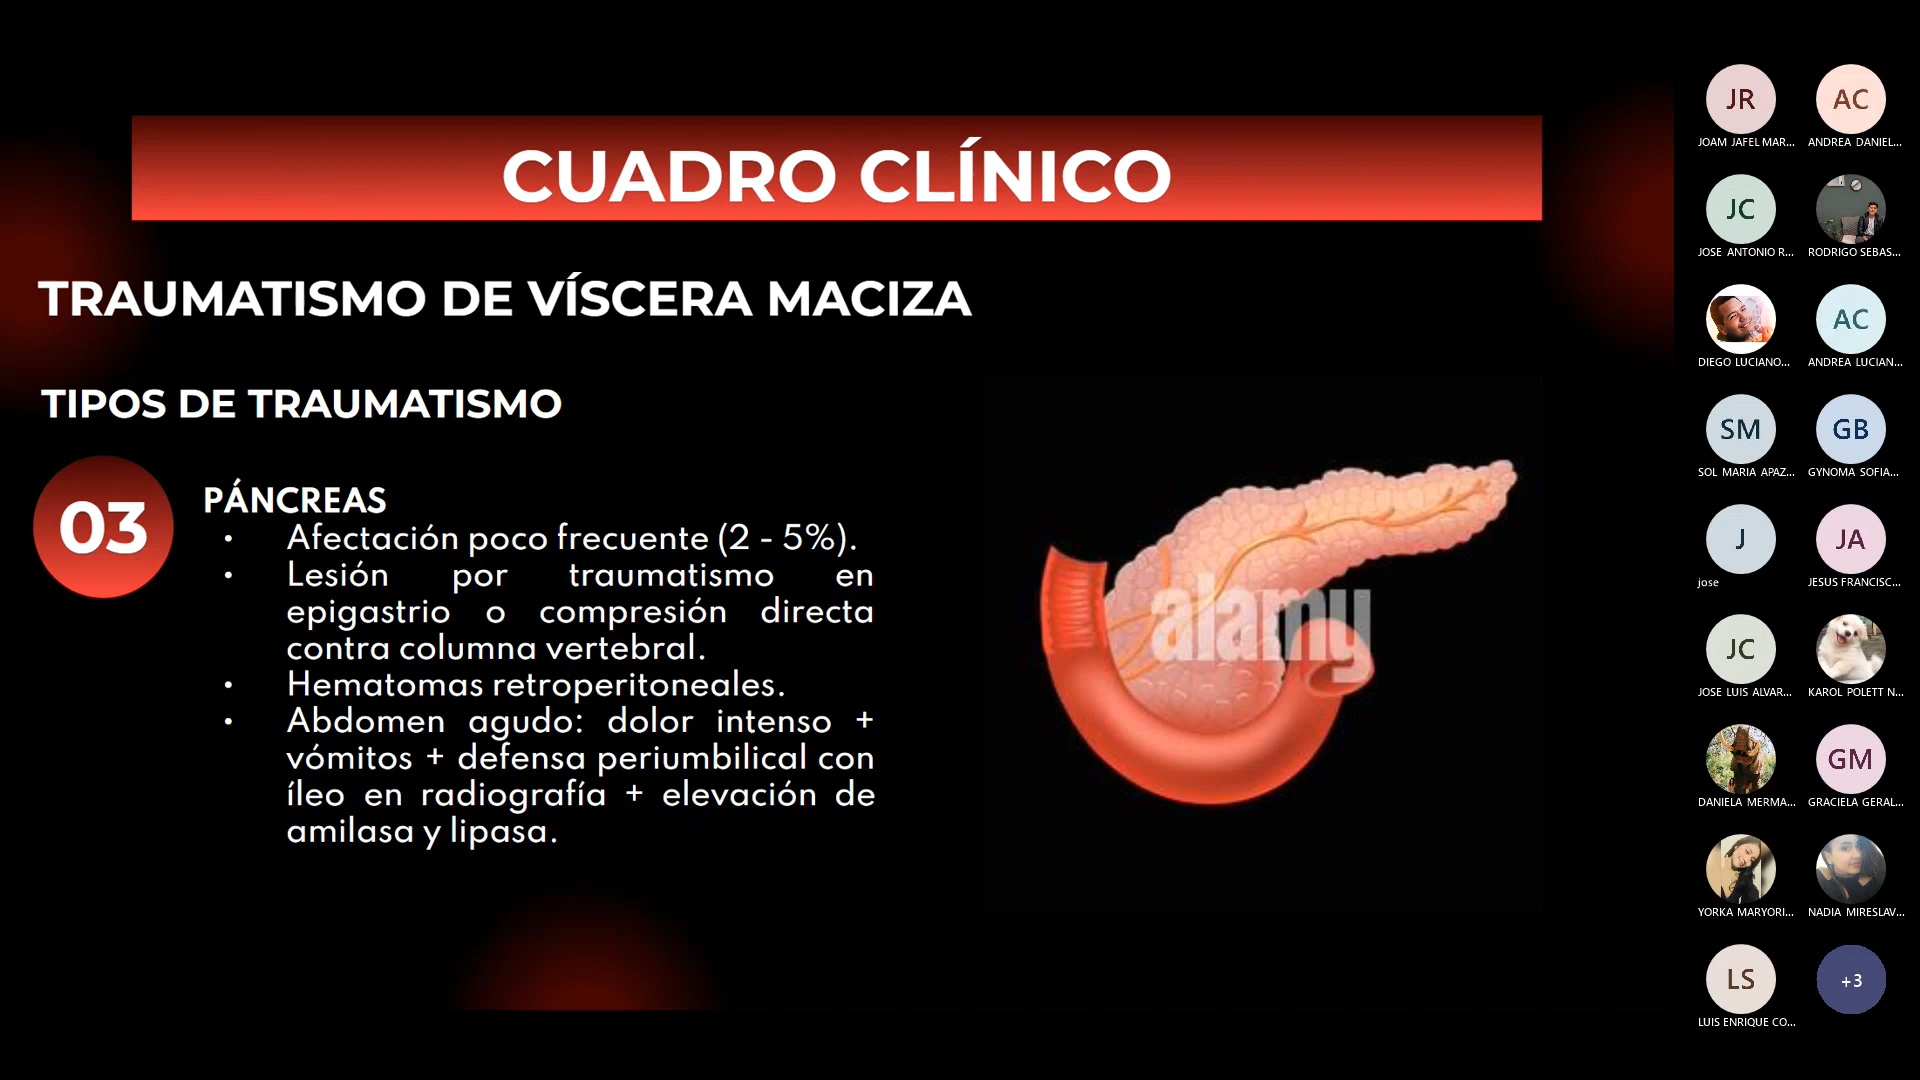 CUADRO CLÍNICO
TRAUMATISMO DE VÍSCERA MACIZA
TIPOS DE TRAUMATISMO
03
PÁNCREAS
• Afectación poco frecuente (2 - 5%).
• Lesión por traumatismo en
epigastrio o compresión directa
contra columna vertebral.
• Hematomas retroperitoneales.
• Abdomen agudo: dolor intenso +
vómitos + defensa periumbilical con
íleo en radiografía + elevación de
amilasa y lipasa.
alamy
JR
AC
JOAM JAFEL MAR...
ANDREA DANIEL...
JC
JOSE ANTONIO R...
RODRIGO SEBAS...
AC
DIEGO LUCIANO...
ANDREA LUCIAN...
SM
GB
SOL MARIA APAZ...
GYNOMA SOFIA...
J
JA
jose
JESUS FRANCISC...
JC
JOSE LUIS ALVAR...
KAROL POLETT N...
GM
DANIELA MERMA...
GRACIELA GERAL...
YORKA MARYORI...
NADIA MIRESLAV...
LS
+3
LUIS ENRIQUE CO...